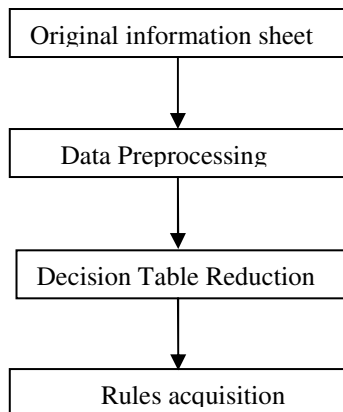 Original information sheet
Data Preprocessing
Decision Table Reduction
Rules acquisition